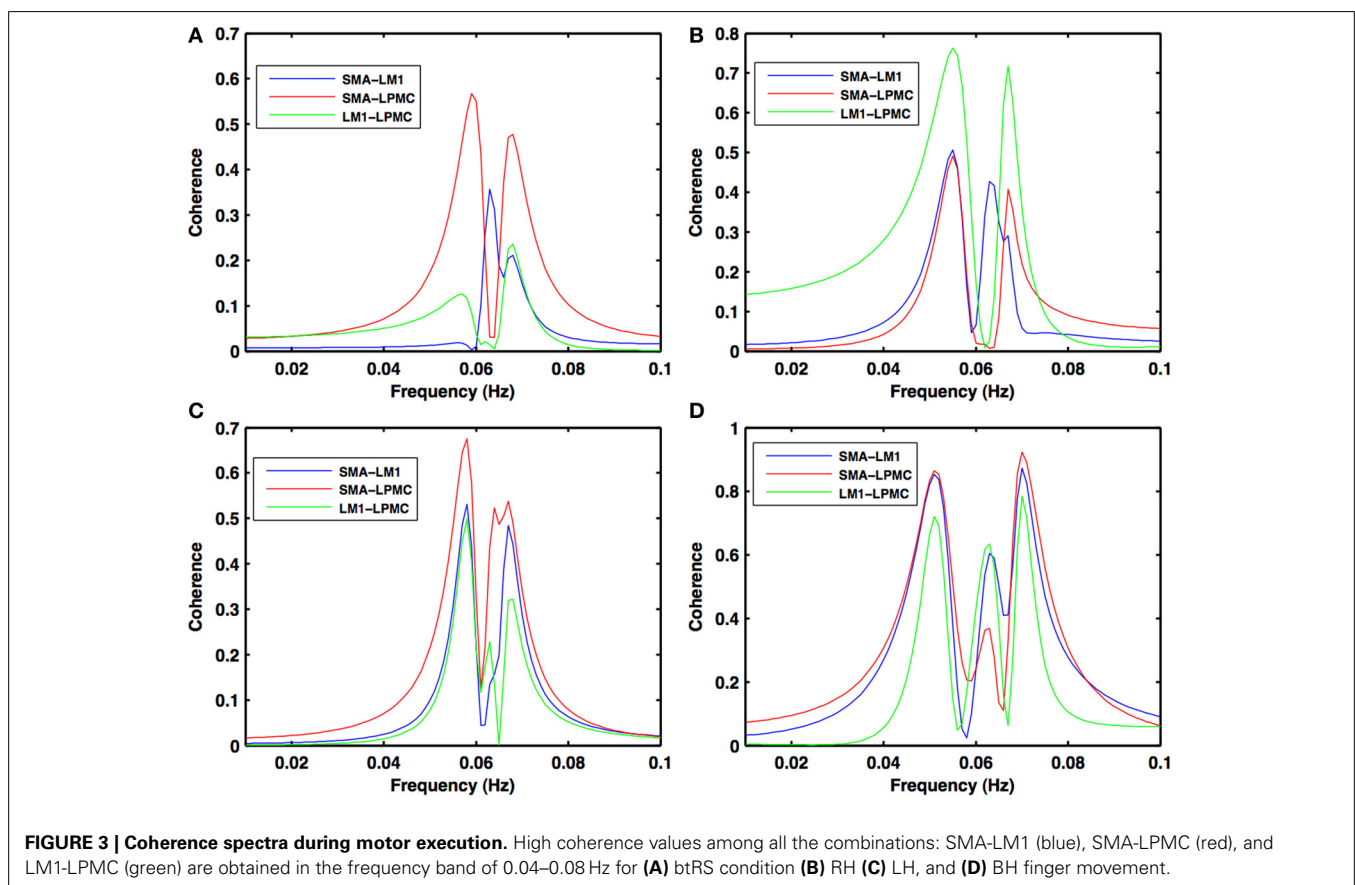 A
0.7
0.6
0.5
0.4
0.3
0.2
0.1
0
Coherence
SMA–LM1
SMA–LPMC
LM1–LPMC
0.02 0.04 0.06 0.08 0.1
Frequency (Hz)
B
0.8
0.7
0.6
0.5
0.4
0.3
0.2
0.1
0
Coherence
SMA–LM1
SMA–LPMC
LM1–LPMC
0.02 0.04 0.06 0.08 0.1
Frequency (Hz)
C
0.7
0.6
0.5
0.4
0.3
0.2
0.1
0
Coherence
SMA–LM1
SMA–LPMC
LM1–LPMC
0.02 0.04 0.06 0.08 0.1
Frequency (Hz)
D
1
0.8
0.6
0.4
0.2
0
Coherence
SMA–LM1
SMA–LPMC
LM1–LPMC
0.02 0.04 0.06 0.08 0.1
Frequency (Hz)
FIGURE 3 | Coherence spectra during motor execution. High coherence values among all the combinations: SMA-LM1 (blue), SMA-LPMC (red), and
LM1-LPMC (green) are obtained in the frequency band of 0.04–0.08 Hz for (A) btRS condition (B) RH (C) LH, and (D) BH finger movement.